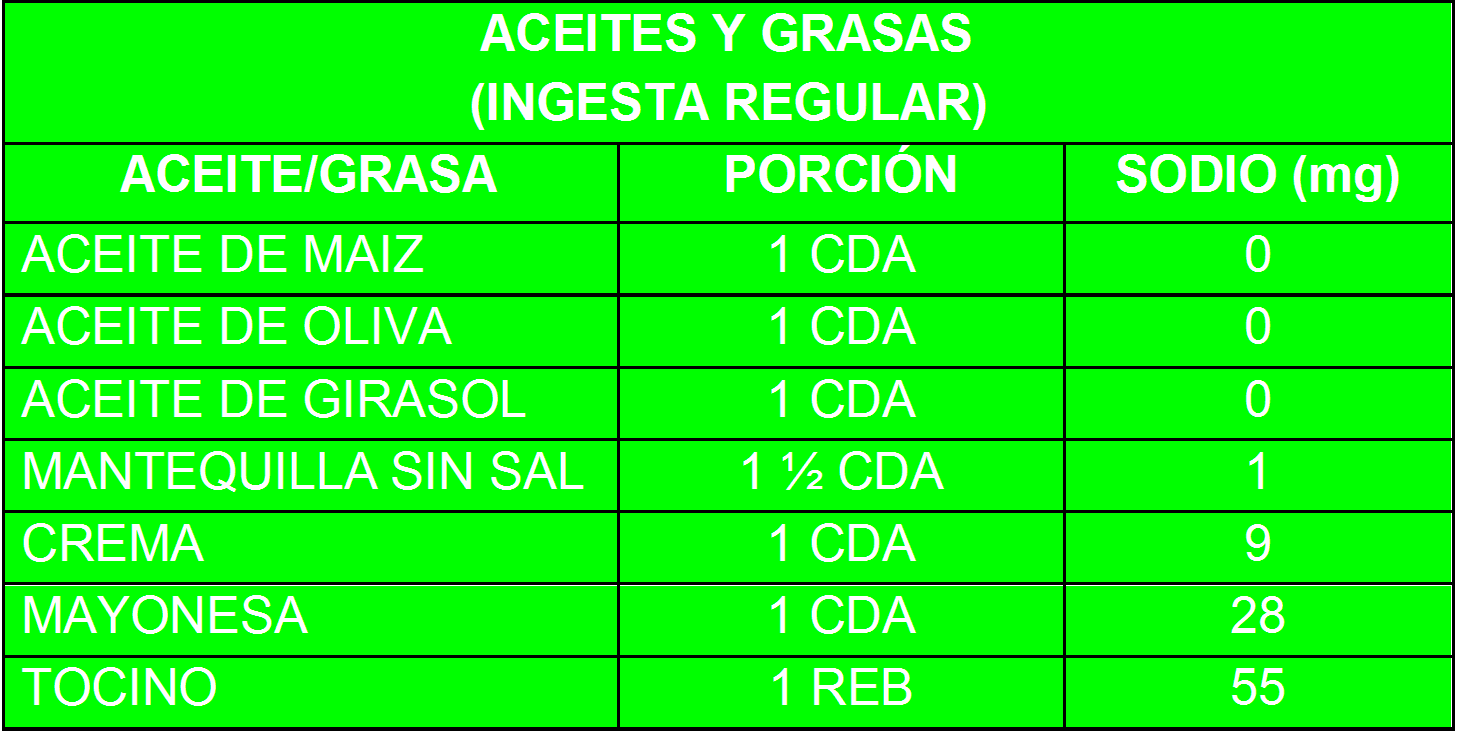 ACEITES Y GRASAS
(INGESTA REGULAR)
ACEITE/GRASA PORCIÓN SODIO (mg)
ACEITE DE MAIZ 1 CDA 0
ACEITE DE OLIVA 1 CDA 0
ACEITE DE GIRASOL 1 CDA 0
MANTEQUILLA SIN SAL 1 ½ CDA 1
CREMA 1 CDA 9
MAYONESA 1 CDA 28
TOCINO 1 REB 55